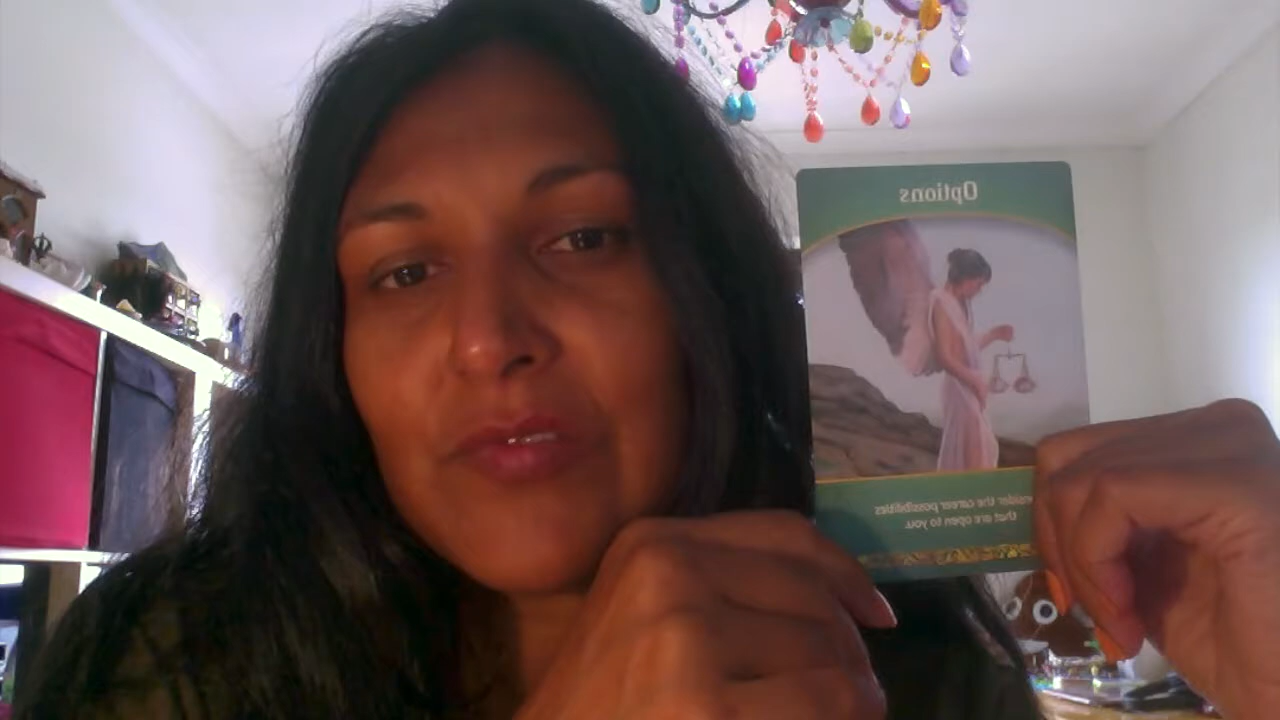 Options
the career possibilities
that are open to you.